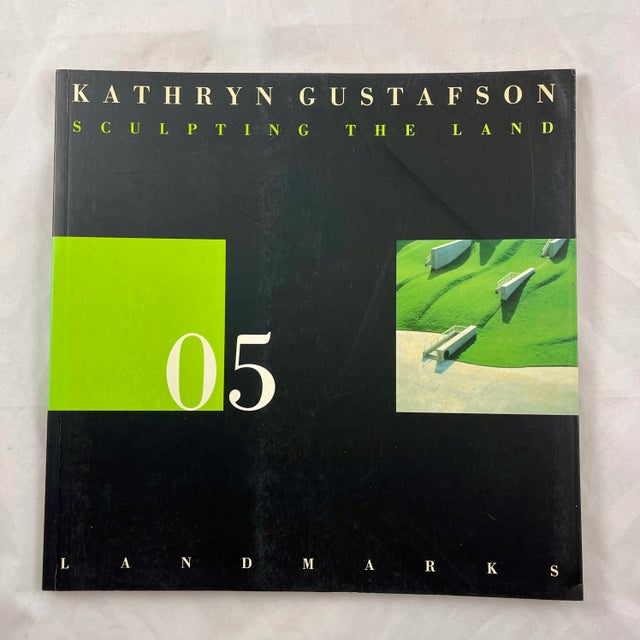 KATHRYN GUSTAFSON
SCULPTING THE LAND
05
LANDMARKS